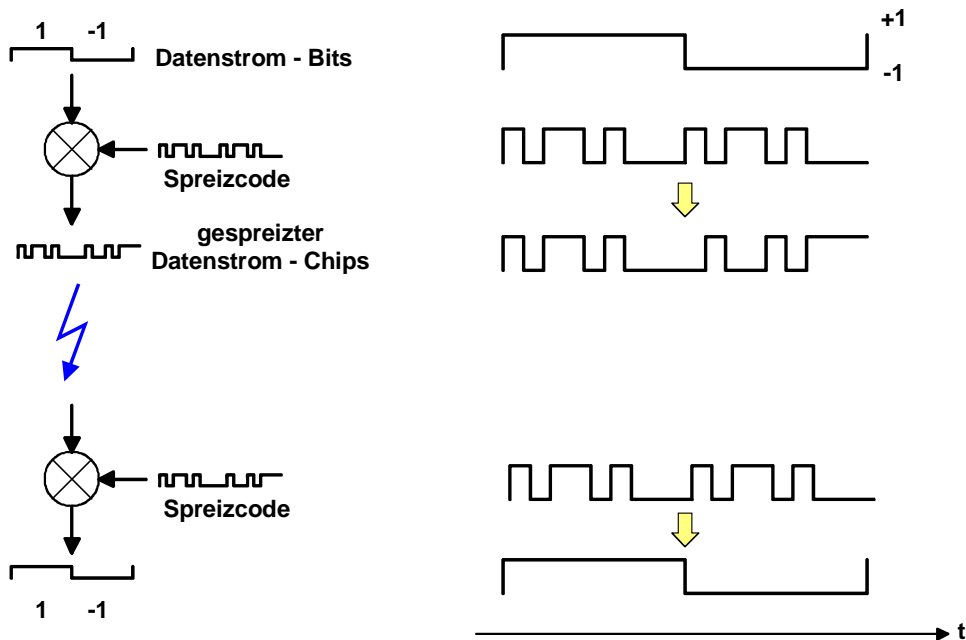 1 -1
Datenstrom - Bits
+1
-1
Spreizcode
gespreizter
Datenstrom - Chips
Spreizcode
1 -1
t